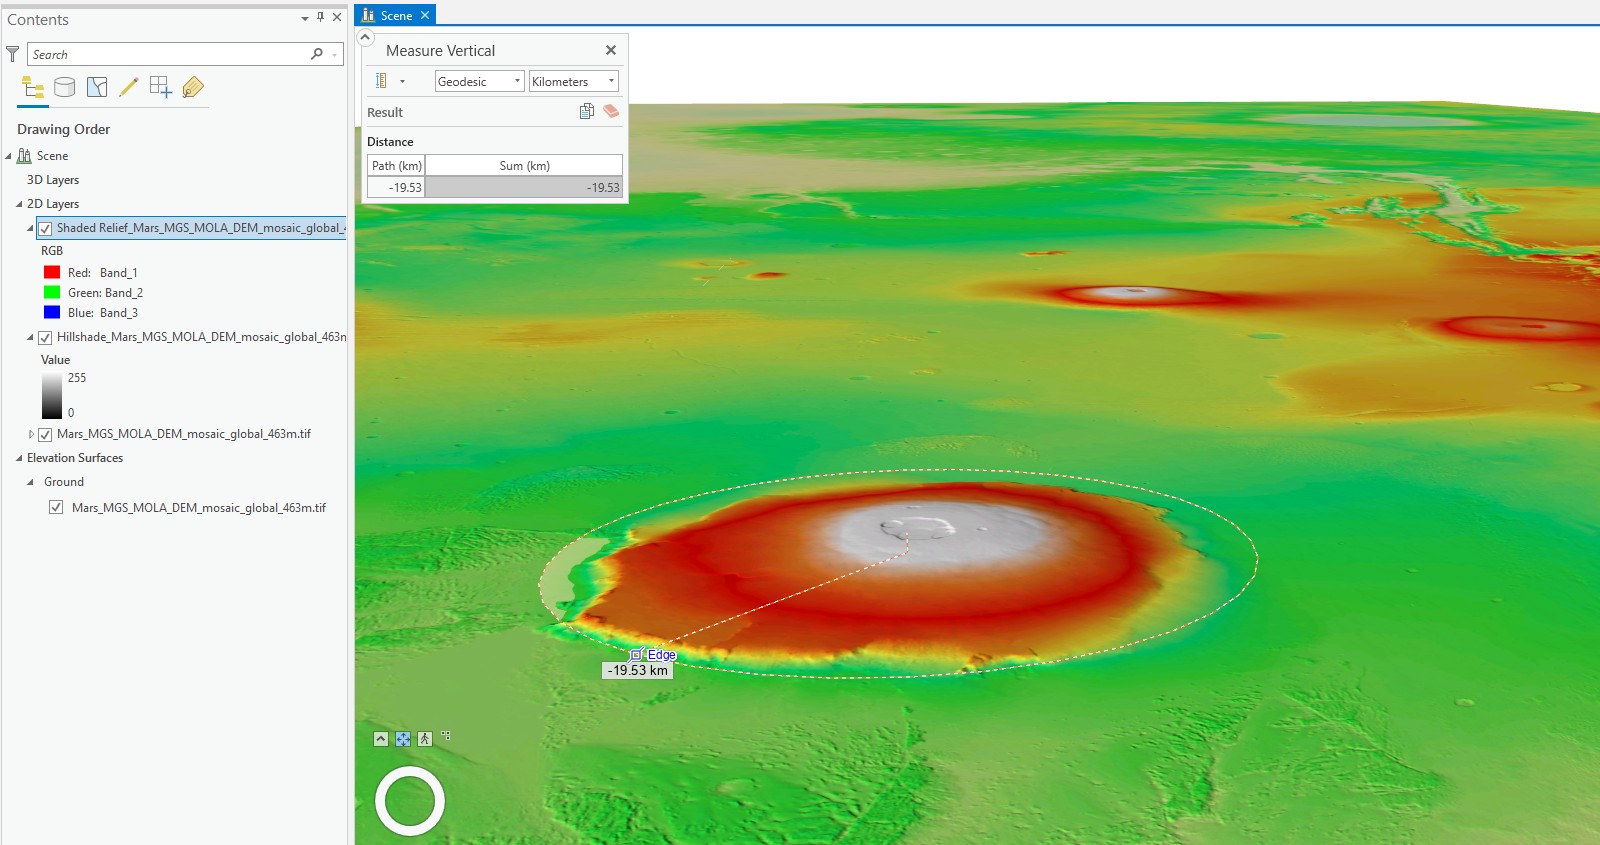 Contents
Search
Drawing Order
Scene
3D Layers
2D Layers
Shaded Relief_Mars_MGS_MOLA_DEM_mosaic_global_
RGB
Red: Band_1
Green: Band_2
Blue: Band_3
Hillshade_Mars_MGS_MOLA_DEM_mosaic_global_463m
Value
255
0
Mars_MGS_MOLA_DEM_mosaic_global_463m.tif
Elevation Surfaces
Ground
Mars_MGS_MOLA_DEM_mosaic_global_463m.tif
Scene
Measure Vertical
Geodesic Kilometers
Result
Distance
Path (km) Sum (km)
-19.53 -19.53
Edge
-19.53 km